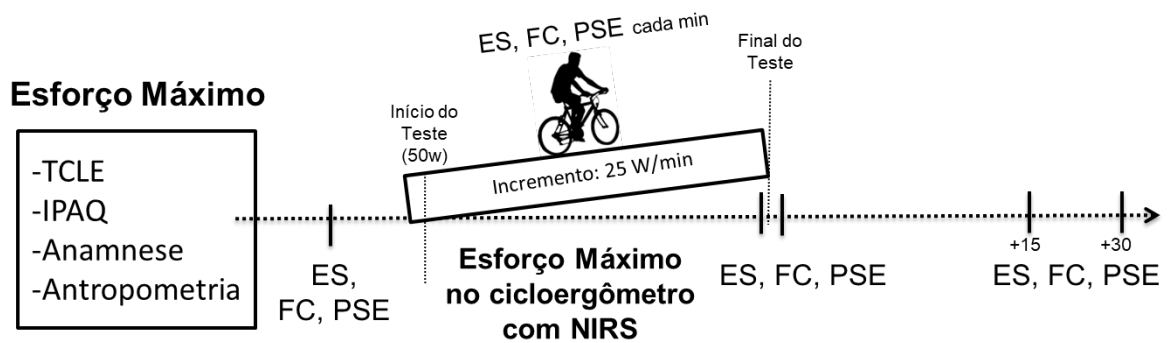 ES, FC, PSE cada min
Final do
Teste
Esforço Máximo
Início do
Teste
(50w)
-TCLE
-IPAQ
-Anamnese
-Antropometria
Incremento: 25 W/min
ES,
FC, PSE
Esforço Máximo
no cicloergômetro
com NIRS
ES, FC, PSE
+15
+30
ES, FC, PSE